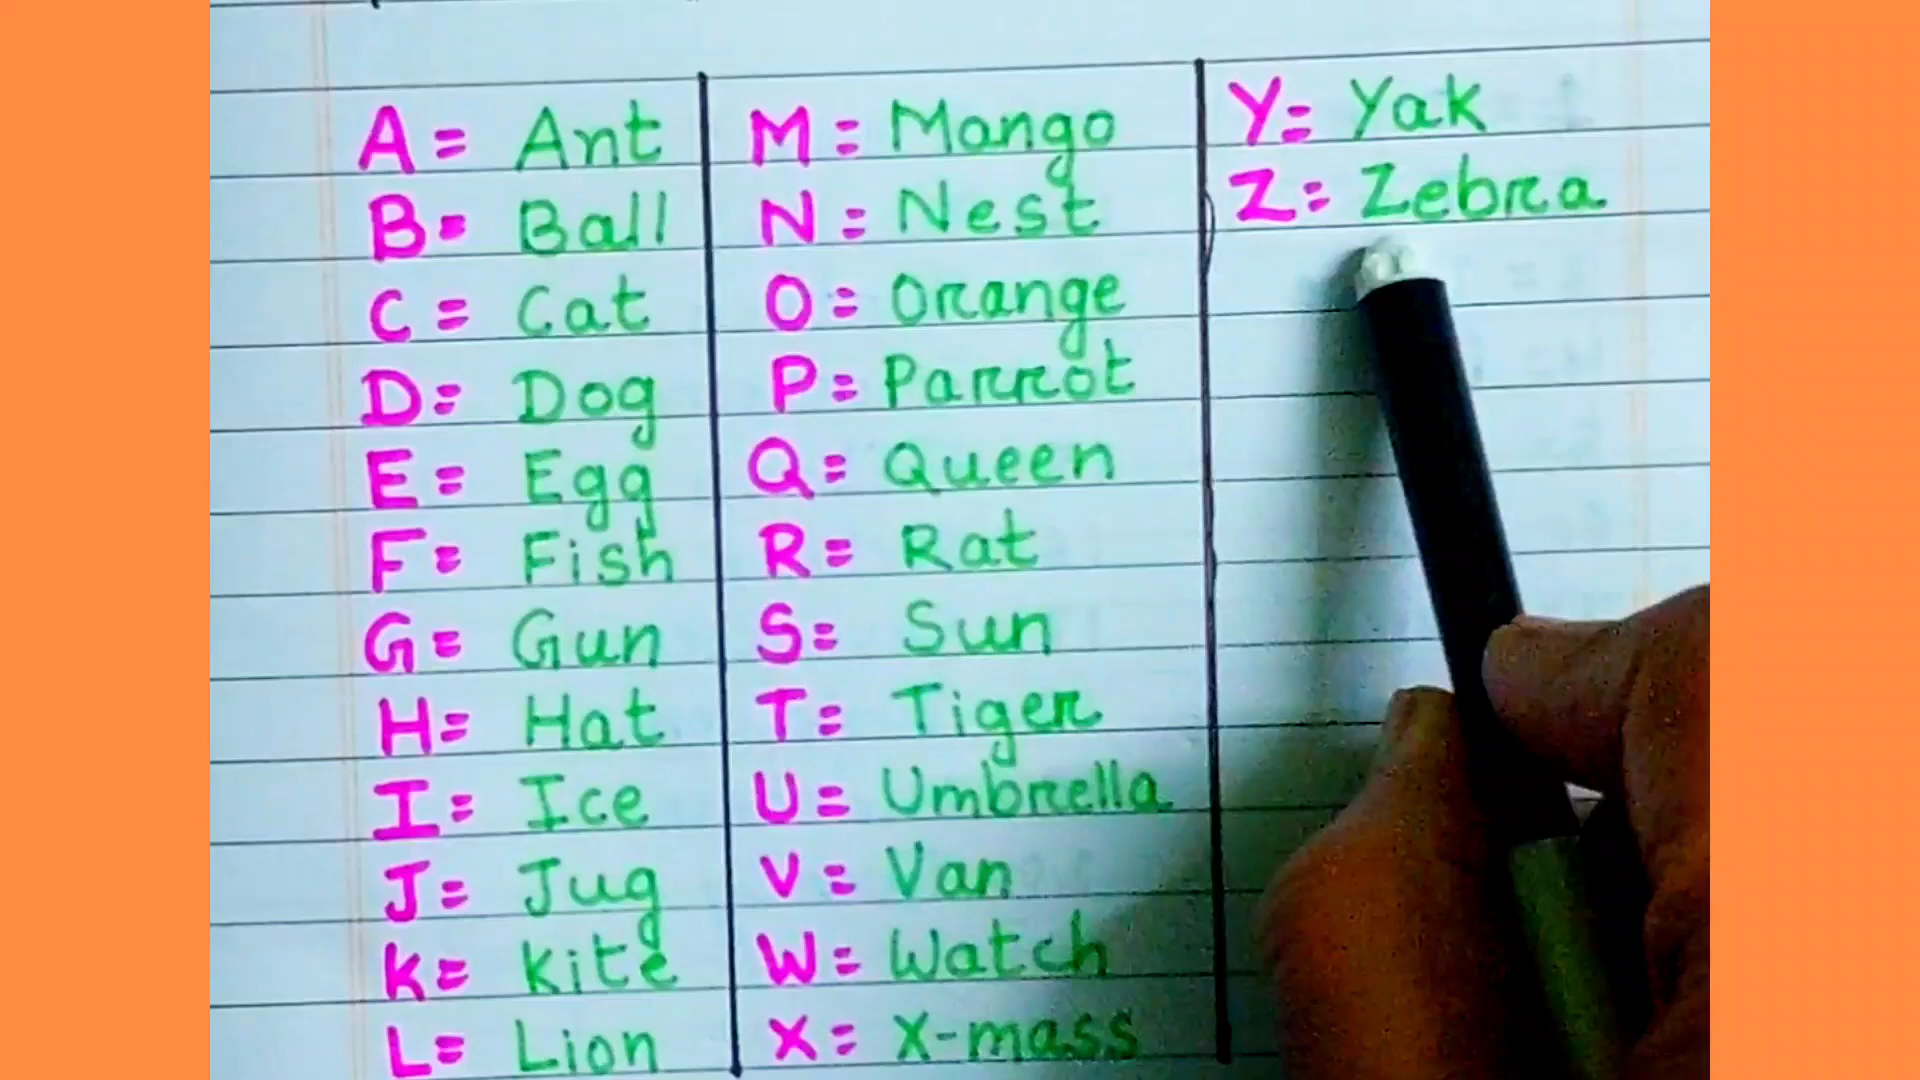 A = Ant
B = Ball
C = Cat
D = Dog
E = Egg
F = Fish
G = Gun
H = Hat
I = Ice
J = Jug
K = Kite
L = Lion
M = Mango
N = Nest
O = Orange
P = Parrot
Q = Queen
R = Rat
S = Sun
T = Tiger
U = Umbrella
V = Van
W = Watch
X = X-mass
Y = Yak
Z = Zebra